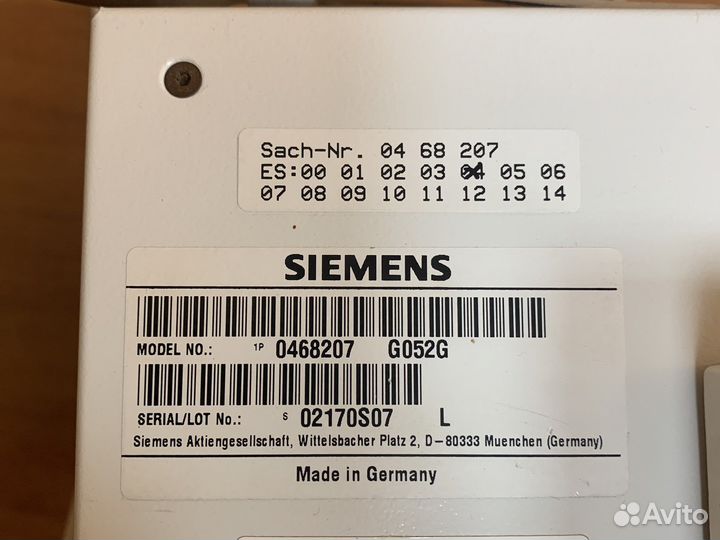 Sach-Nr. 04 68 207
ES:00 01 02 03 04 05 06
07 08 09 10 11 12 13 14
SIEMENS
MODEL NO.: 1P 0468207 G052G
SERIAL/LOT No.: S 02170S07 L
Siemens Aktiengesellschaft, Wittelsbacher Platz 2, D-80333 Muenchen (Germany)
Made in Germany
Avito